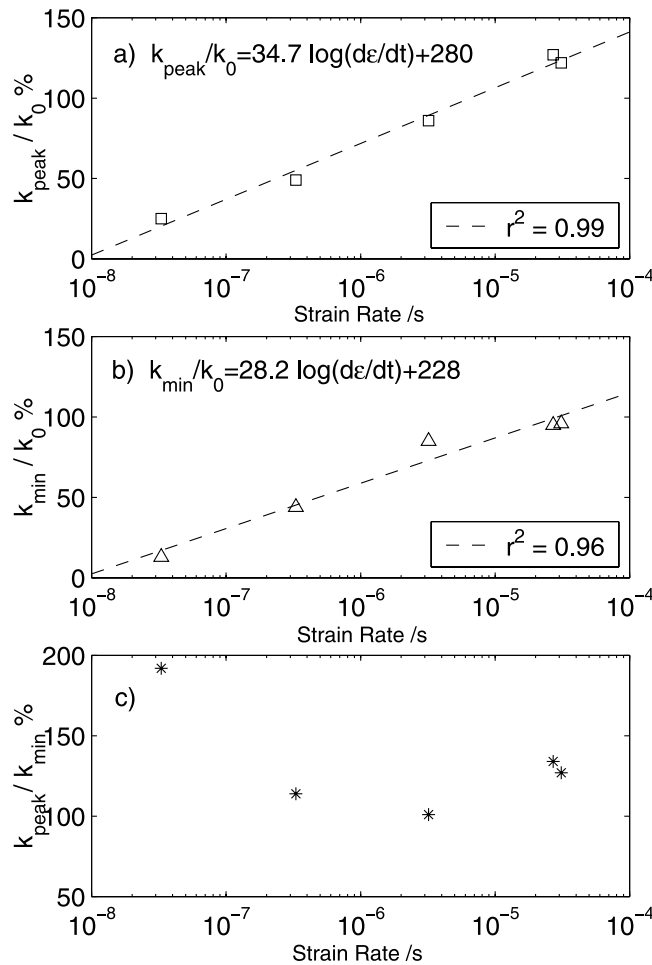 150
a) k_peak/k_0=34.7 log(dε/dt)+280
100
k_peak / k_0 %
50
r^2 = 0.99
0
10^-8 10^-7 10^-6 10^-5 10^-4
Strain Rate /s
150
b) k_min/k_0=28.2 log(dε/dt)+228
100
k_min / k_0 %
50
r^2 = 0.96
0
10^-8 10^-7 10^-6 10^-5 10^-4
Strain Rate /s
200
c)
150
k_peak / k_min %
100
50
10^-8 10^-7 10^-6 10^-5 10^-4
Strain Rate /s